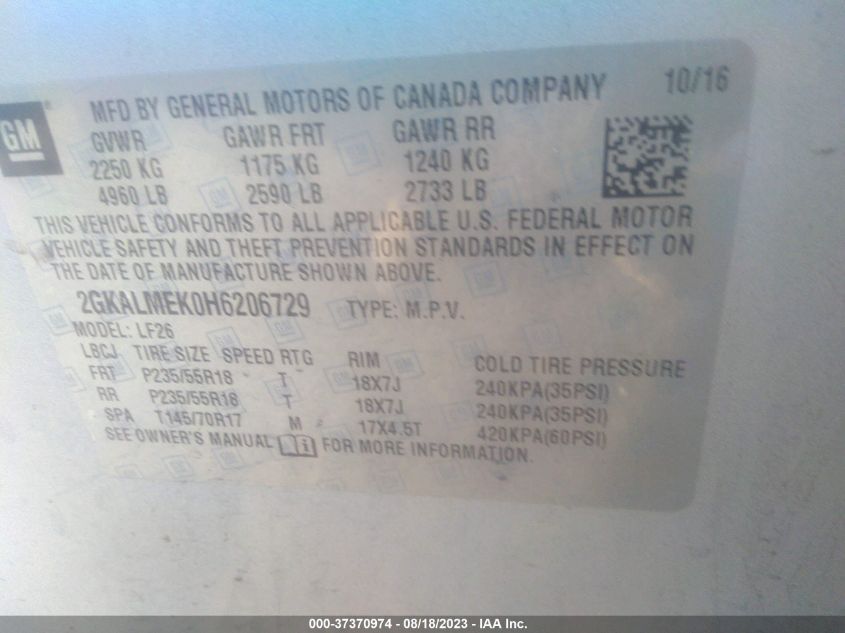 MFD BY GENERAL MOTORS OF CANADA COMPANY 10/16
GM
GVWR GAWR FRT GAWR RR
2250 KG 1175 KG 1240 KG
4960 LB 2590 LB 2733 LB
THIS VEHICLE CONFORMS TO ALL APPLICABLE U.S. FEDERAL MOTOR
VEHICLE SAFETY AND THEFT PREVENTION STANDARDS IN EFFECT ON
THE DATE OF MANUFACTURE SHOWN ABOVE.
2GKALMEK0H6206729 TYPE: M.P.V.
MODEL: LF26
L8CJ TIRE SIZE SPEED RTG RIM COLD TIRE PRESSURE
FRT P235/55R18 T 18X7J 240KPA(35PSI)
RR P235/55R18 T 18X7J 240KPA(35PSI)
SPA T145/70R17 M 17X4.5T 420KPA(60PSI)
SEE OWNER'S MANUAL FOR MORE INFORMATION.
000-37370974 - 08/18/2023 - IAA Inc.